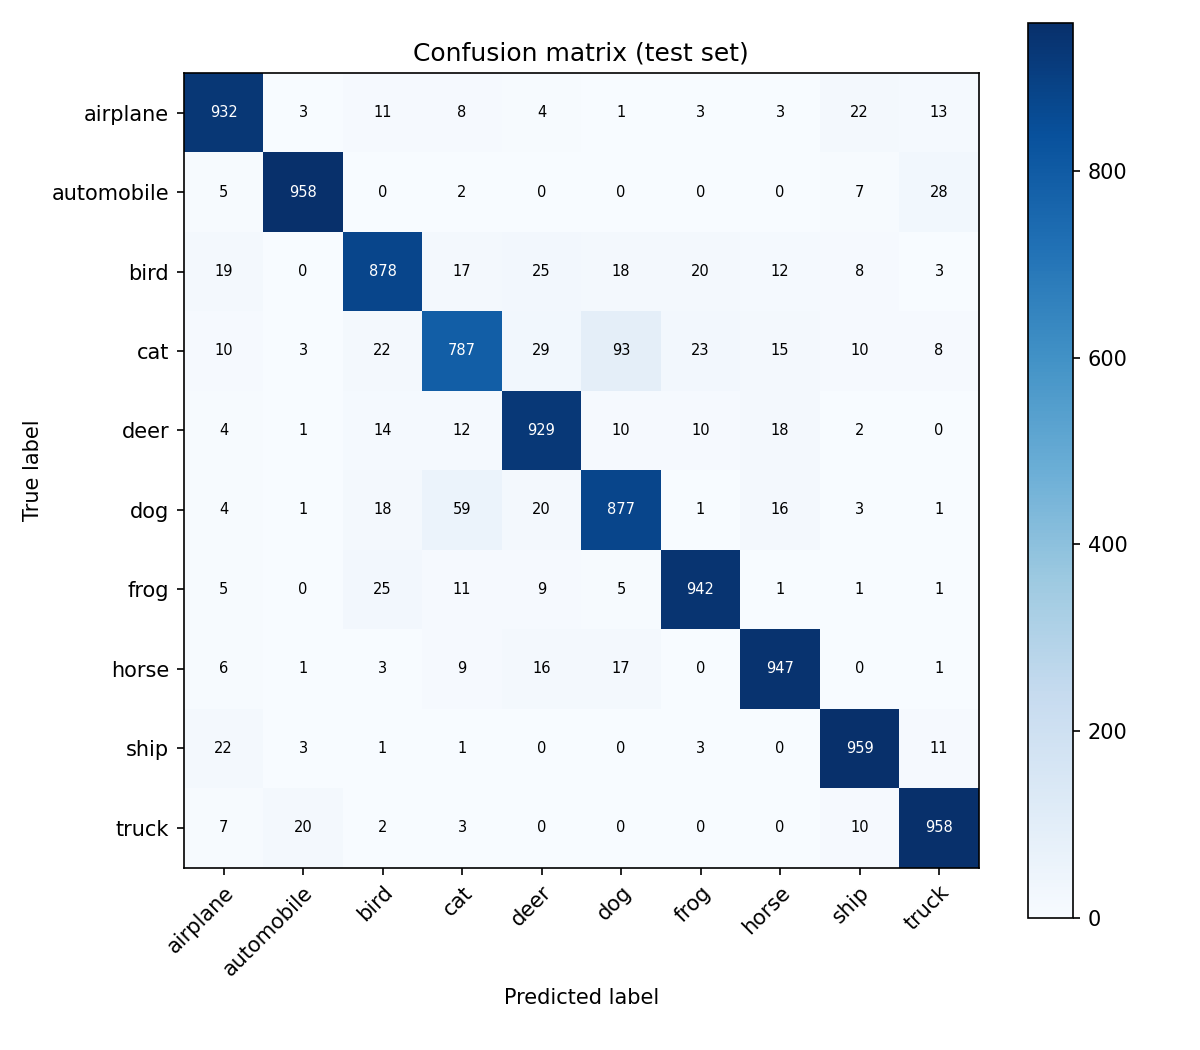 Confusion matrix (test set)
airplane 932 3 11 8 4 1 3 3 22 13
automobile 5 958 0 2 0 0 0 0 7 28
bird 19 0 878 17 25 18 20 12 8 3
cat 10 3 22 787 29 93 23 15 10 8
deer 4 1 14 12 929 10 10 18 2 0
dog 4 1 18 59 20 877 1 16 3 1
frog 5 0 25 11 9 5 942 1 1 1
horse 6 1 3 9 16 17 0 947 0 1
ship 22 3 1 1 0 0 3 0 959 11
truck 7 20 2 3 0 0 0 0 10 958
airplane automobile bird cat deer dog frog horse ship truck
Predicted label
True label
800
600
400
200
0